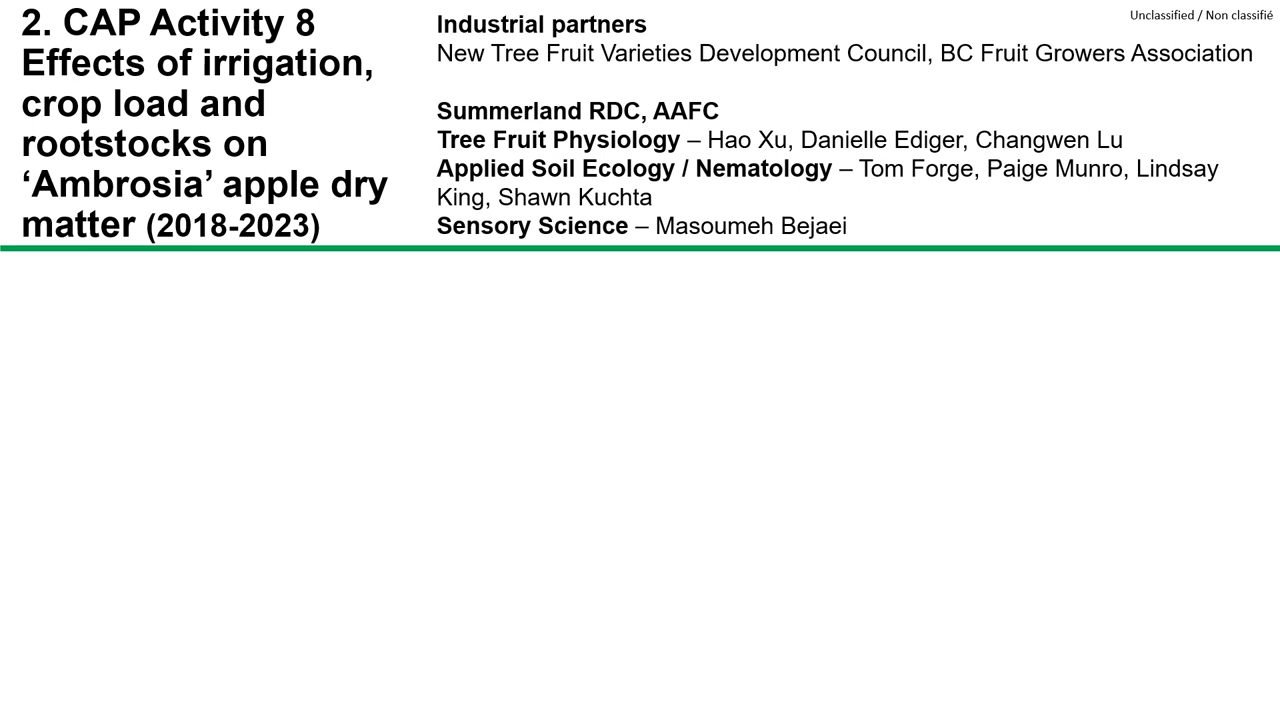 2. CAP Activity 8
Effects of irrigation,
crop load and
rootstocks on
‘Ambrosia’ apple dry
matter (2018-2023)
Industrial partners
New Tree Fruit Varieties Development Council, BC Fruit Growers Association
Summerland RDC, AAFC
Tree Fruit Physiology – Hao Xu, Danielle Ediger, Changwen Lu
Applied Soil Ecology / Nematology – Tom Forge, Paige Munro, Lindsay
King, Shawn Kuchta
Sensory Science – Masoumeh Bejaei
Unclassified / Non classifié